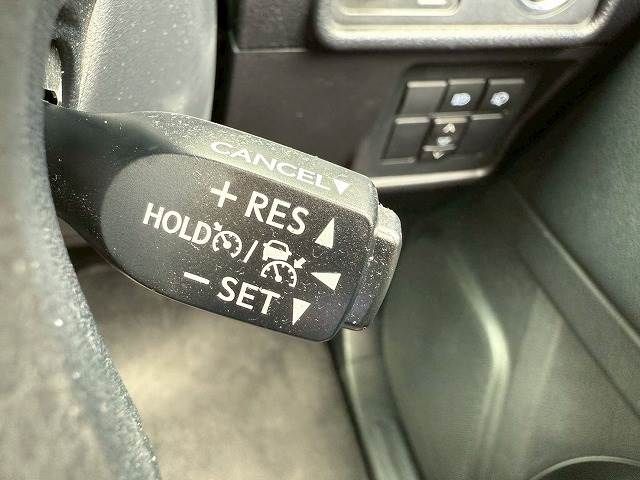 CANCEL▼
+ RES ▲
HOLD / ◀
− SET ▼